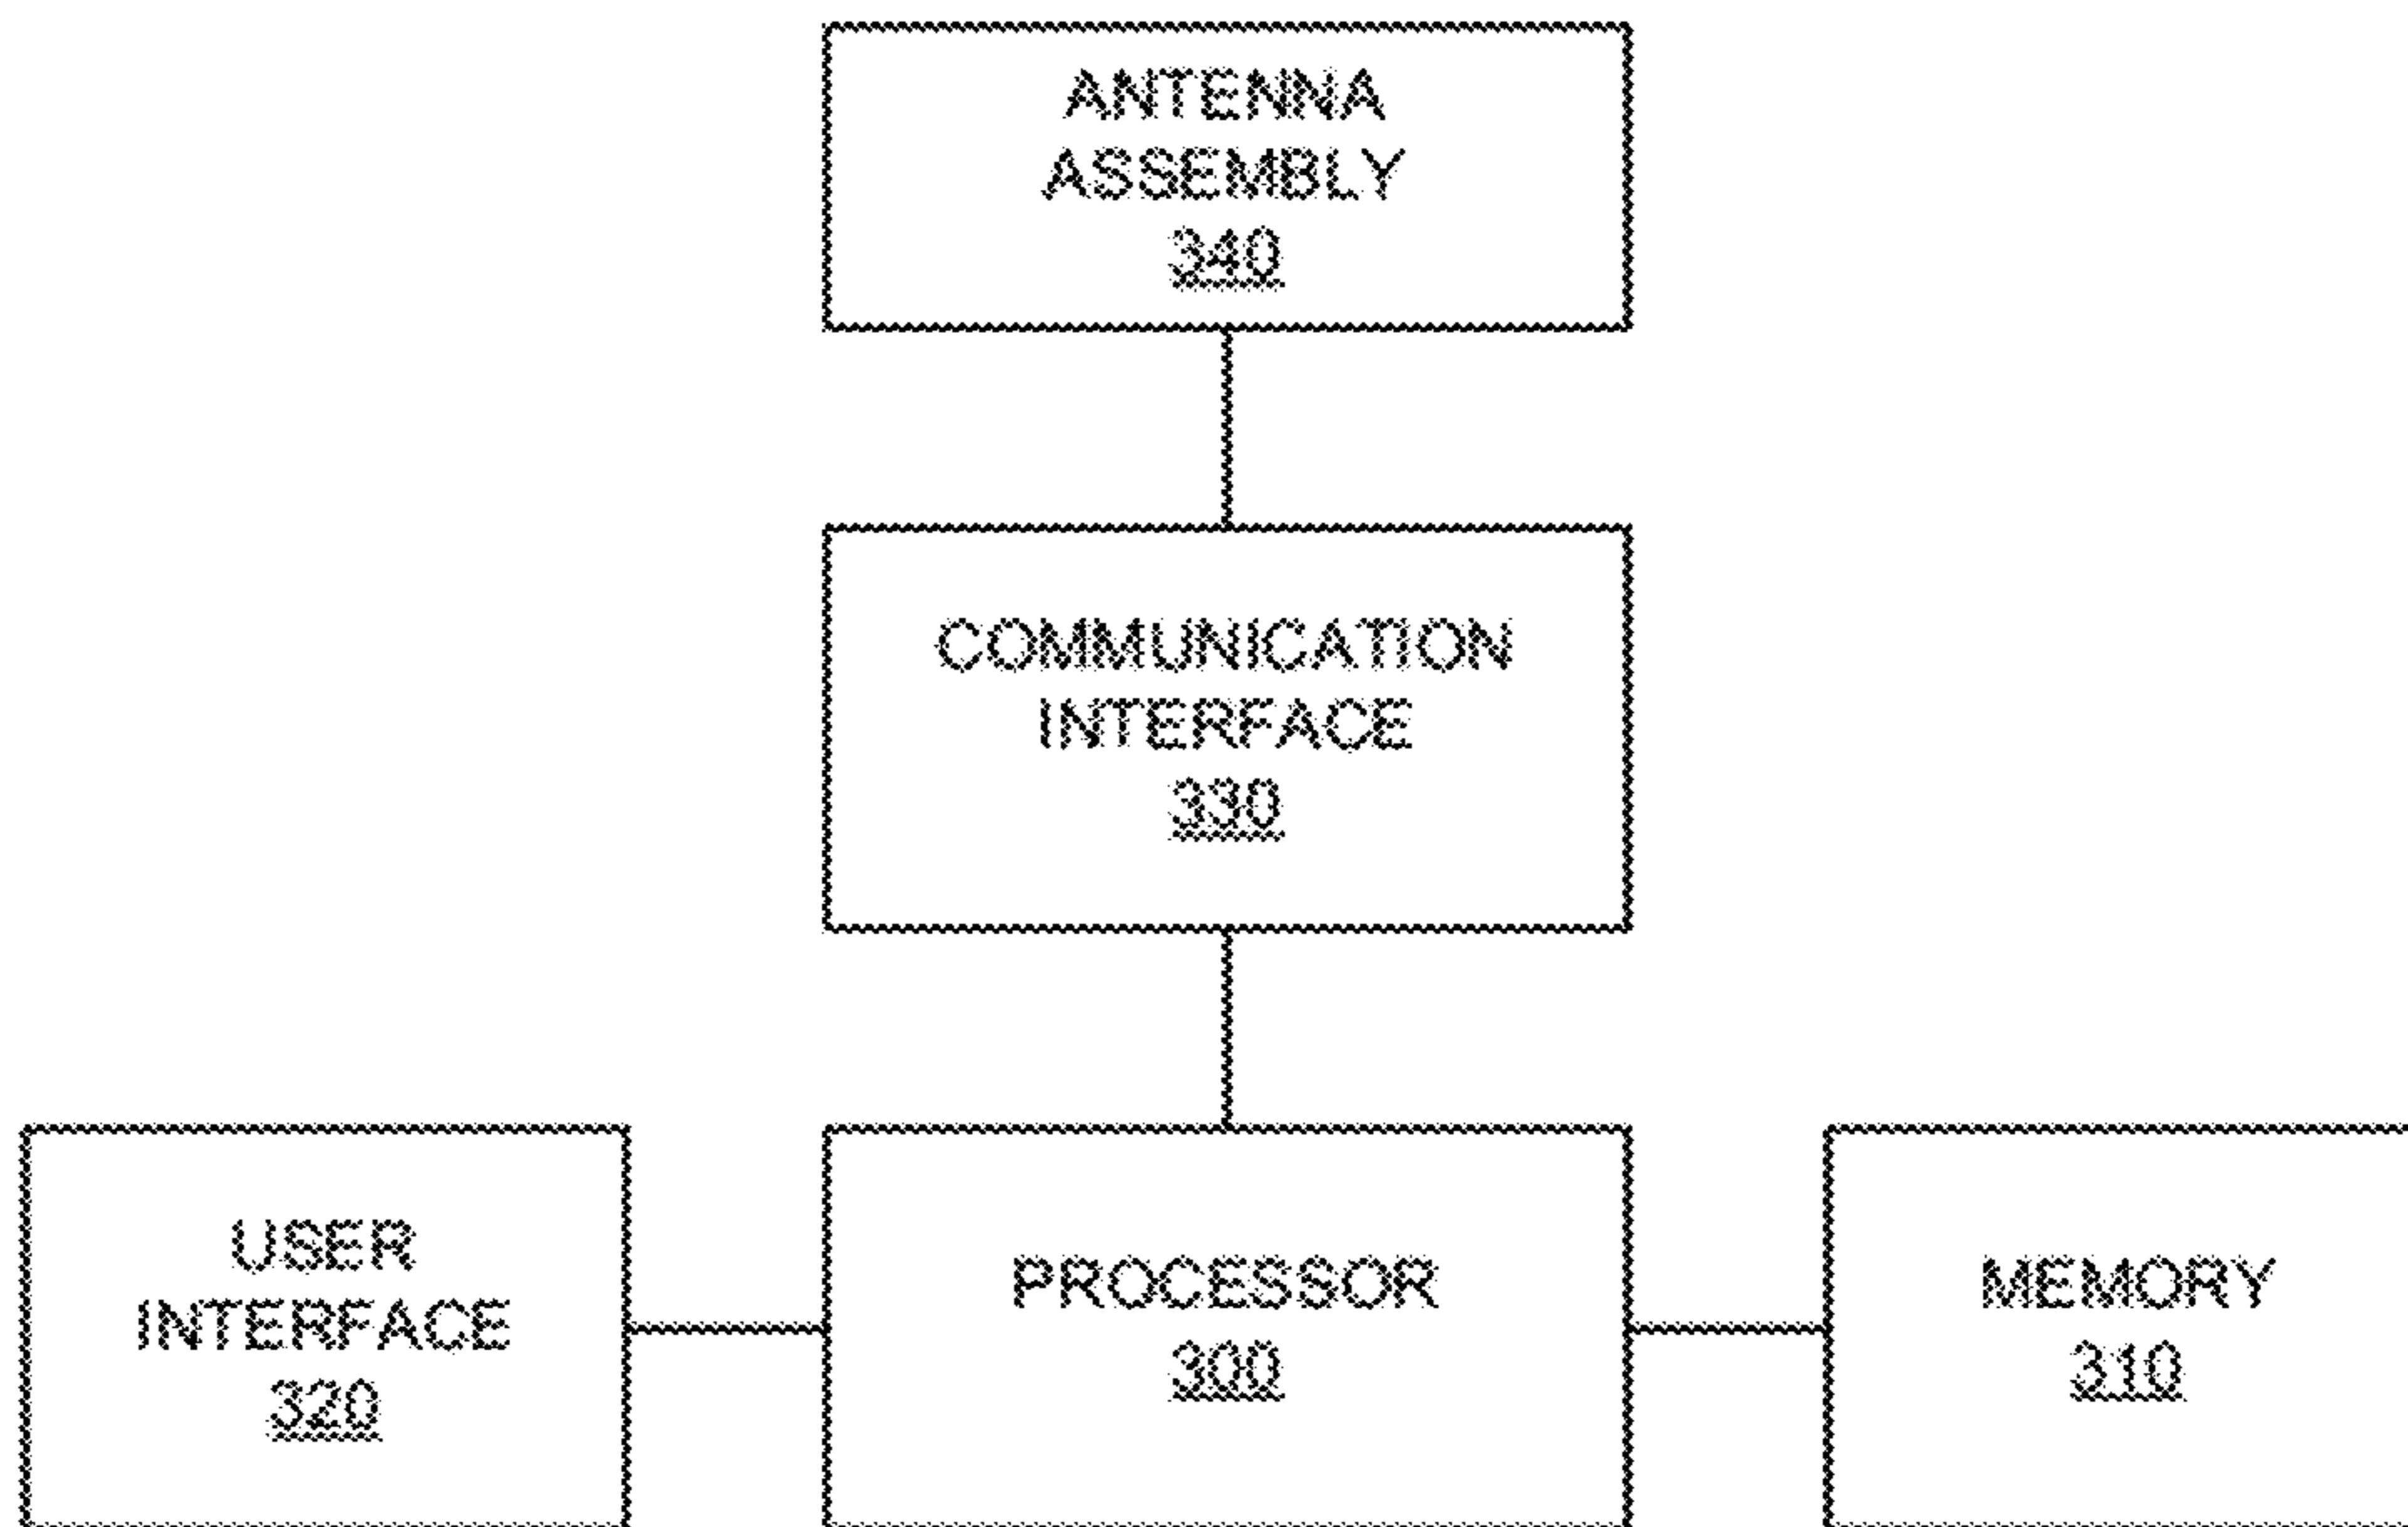 ANTENNA
ASSEMBLY
340
COMMUNICATION
INTERFACE
330
USER
INTERFACE
320
PROCESSOR
300
MEMORY
310